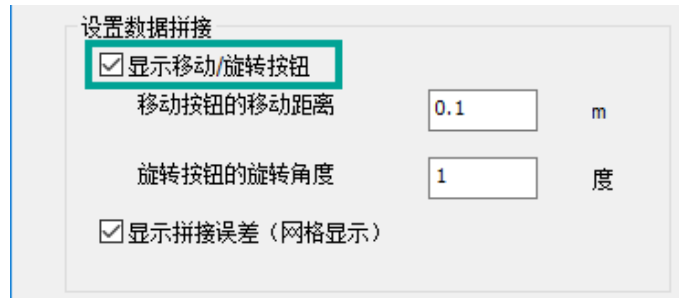 设置数据拼接
显示移动/旋转按钮
移动按钮的移动距离 0.1 m
旋转按钮的旋转角度 1 度
显示拼接误差（网格显示）